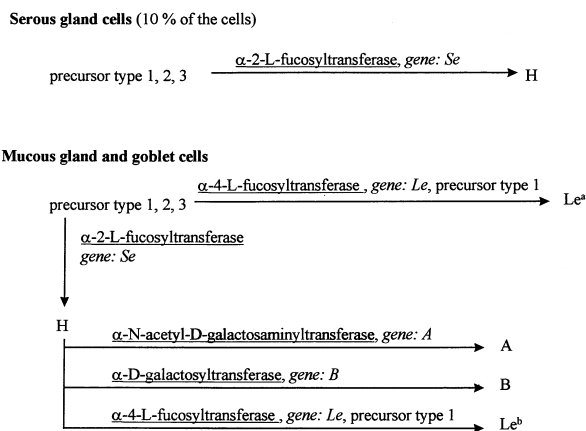 Serous gland cells (10 % of the cells)
α-2-L-fucosyltransferase, gene: Se
precursor type 1, 2, 3
H
Mucous gland and goblet cells
α-4-L-fucosyltransferase , gene: Le, precursor type 1
precursor type 1, 2, 3
Leᵃ
α-2-L-fucosyltransferase
gene: Se
H
α-N-acetyl-D-galactosaminyltransferase, gene: A
A
α-D-galactosyltransferase, gene: B
B
α-4-L-fucosyltransferase , gene: Le, precursor type 1
Leᵇ